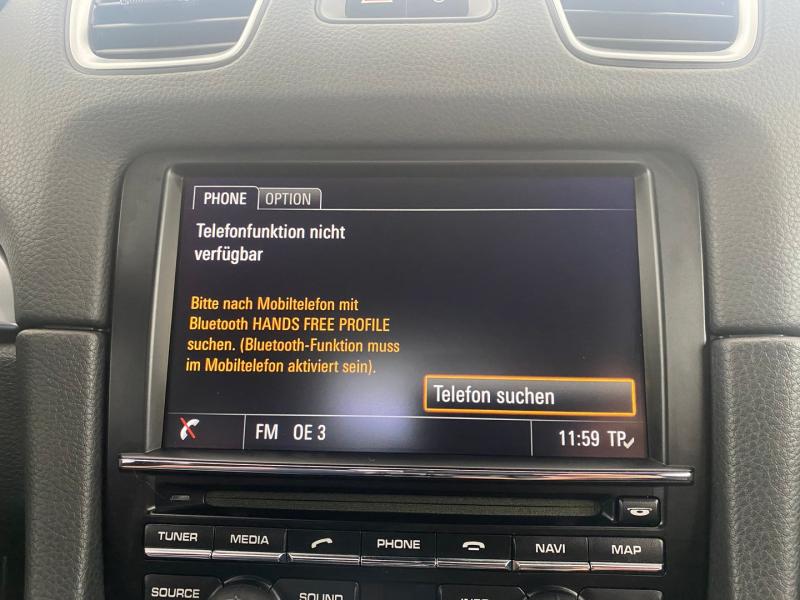 PHONE OPTION
Telefonfunktion nicht
verfügbar
Bitte nach Mobiltelefon mit
Bluetooth HANDS FREE PROFILE
suchen. (Bluetooth-Funktion muss
im Mobiltelefon aktiviert sein).
Telefon suchen
FM OE 3 11:59 TP
TUNER MEDIA PHONE NAVI MAP
SOURCE SOUND